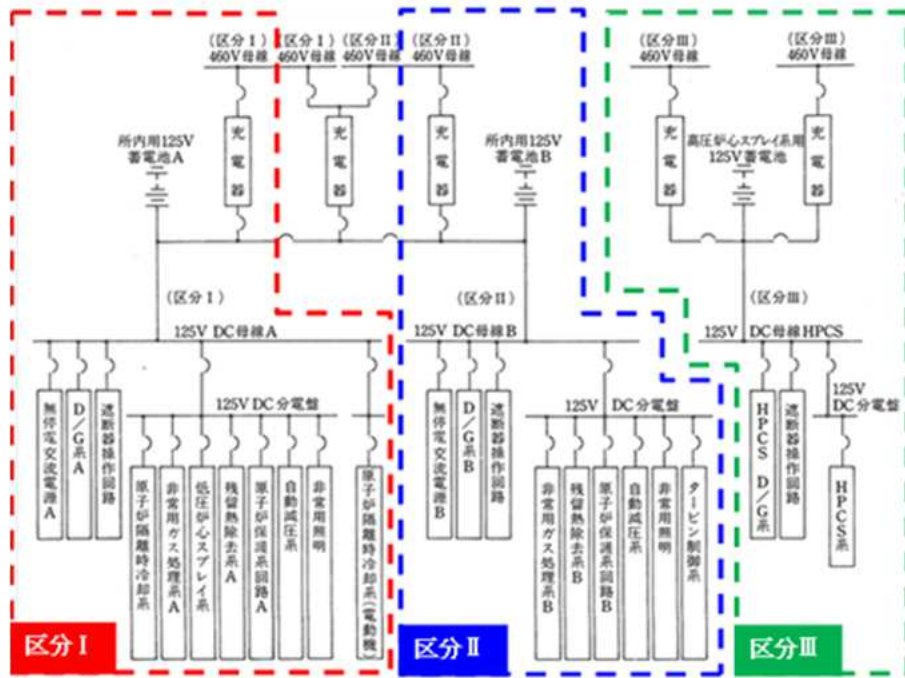 (区分Ⅰ)
460V母線
(区分Ⅰ)
460V母線
(区分Ⅱ)
460V母線
(区分Ⅱ)
460V母線
(区分Ⅲ)
460V母線
(区分Ⅲ)
460V母線
所内用125V
蓄電池A
充電器
充電器
充電器
所内用125V
蓄電池B
充電器
高圧炉心スプレイ系用
125V蓄電池
充電器
(区分Ⅰ)
125V DC母線A
(区分Ⅱ)
125V DC母線B
(区分Ⅲ)
125V DC母線HPCS
無停電交流電源A
D/G系A
遮断器操作回路
125V DC分電盤
原子炉隔離時冷却系
非常用ガス処理系A
低圧炉心スプレイ系
残留熱除去系A
原子炉保護系回路A
自動減圧系
非常用照明
原子炉隔離時冷却系(電動機)
無停電交流電源B
D/G系B
遮断器操作回路
125V DC分電盤
非常用ガス処理系B
残留熱除去系B
原子炉保護系回路B
自動減圧系
非常用照明
タービン制御系
HPCS D/G系
遮断器操作回路
125V
DC分電盤
HPCS系
区分Ⅰ
区分Ⅱ
区分Ⅲ